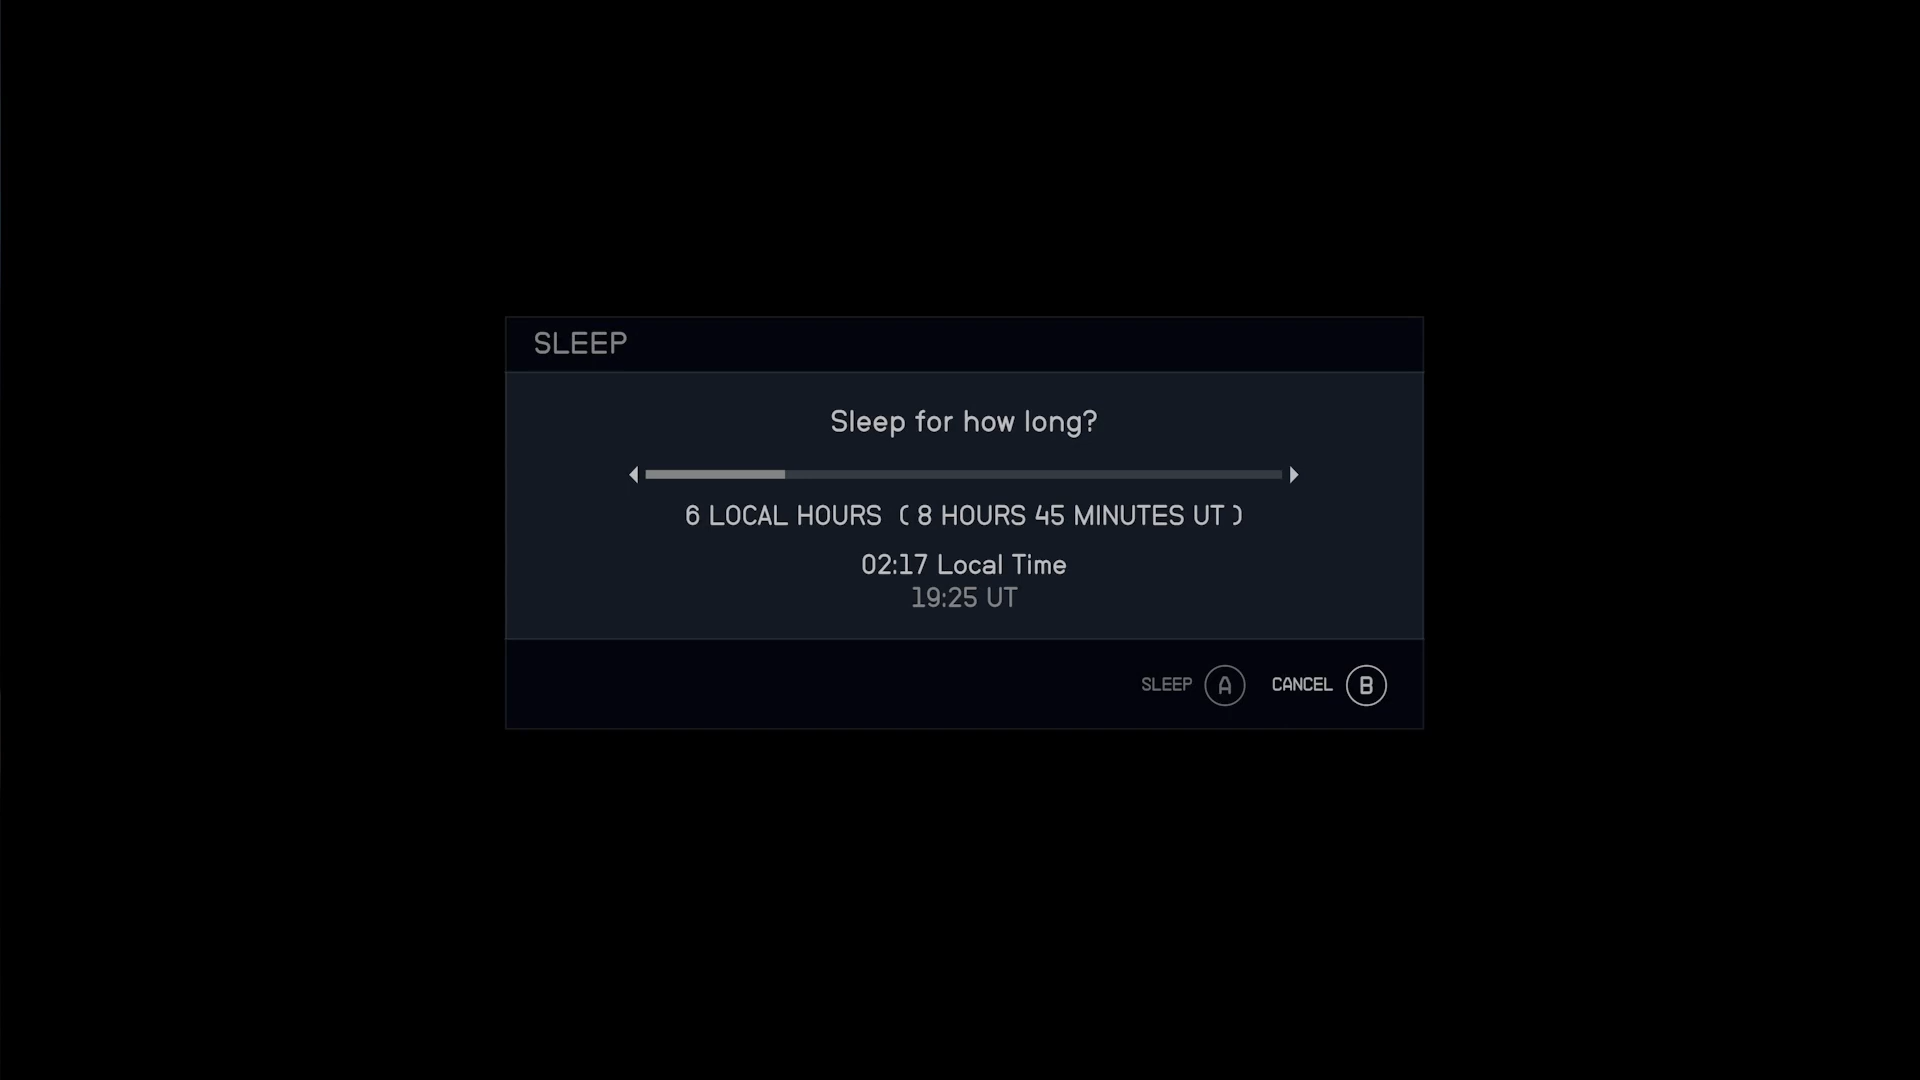 SLEEP
Sleep for how long?
6 LOCAL HOURS ( 8 HOURS 45 MINUTES UT )
02:17 Local Time
19:25 UT
SLEEP A CANCEL B